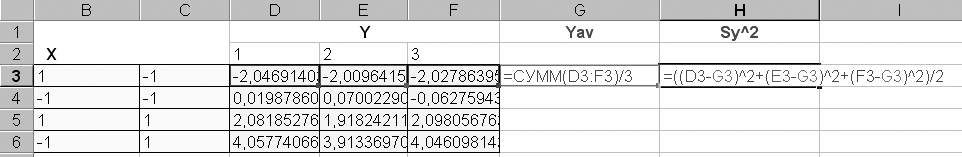 B C D E F G H I
1 Y Yav Sy^2
2 X 1 2 3
3 1 -1 -2,0469140 -2,0096415 -2,0278639 =СУММ(D3:F3)/3 =((D3-G3)^2+(E3-G3)^2+(F3-G3)^2)/2
4 -1 -1 0,01987860 0,07002290 -0,06275943
5 1 1 2,08185276 1,91824211 2,09805676
6 -1 1 4,05774066 3,91336970 4,04609814